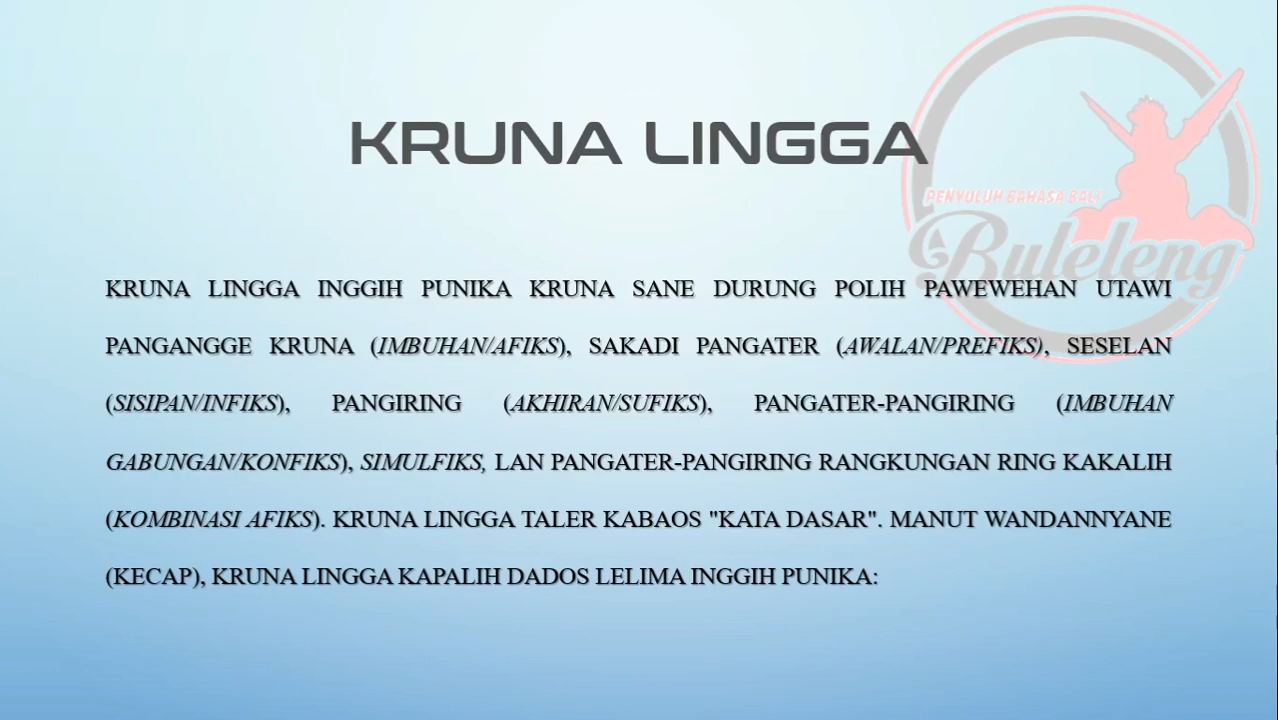 KRUNA LINGGA
PENYULUH BAHASA BALI
Buleleng
KRUNA LINGGA INGGIH PUNIKA KRUNA SANE DURUNG POLIH PAWEWEHAN UTAWI
PANGANGGE KRUNA (IMBUHAN/AFIKS), SAKADI PANGATER (AWALAN/PREFIKS), SESELAN
(SISIPAN/INFIKS), PANGIRING (AKHIRAN/SUFIKS), PANGATER-PANGIRING (IMBUHAN
GABUNGAN/KONFIKS), SIMULFIKS, LAN PANGATER-PANGIRING RANGKUNGAN RING KAKALIH
(KOMBINASI AFIKS). KRUNA LINGGA TALER KABAOS "KATA DASAR". MANUT WANDANNYANE
(KECAP), KRUNA LINGGA KAPALIH DADOS LELIMA INGGIH PUNIKA: